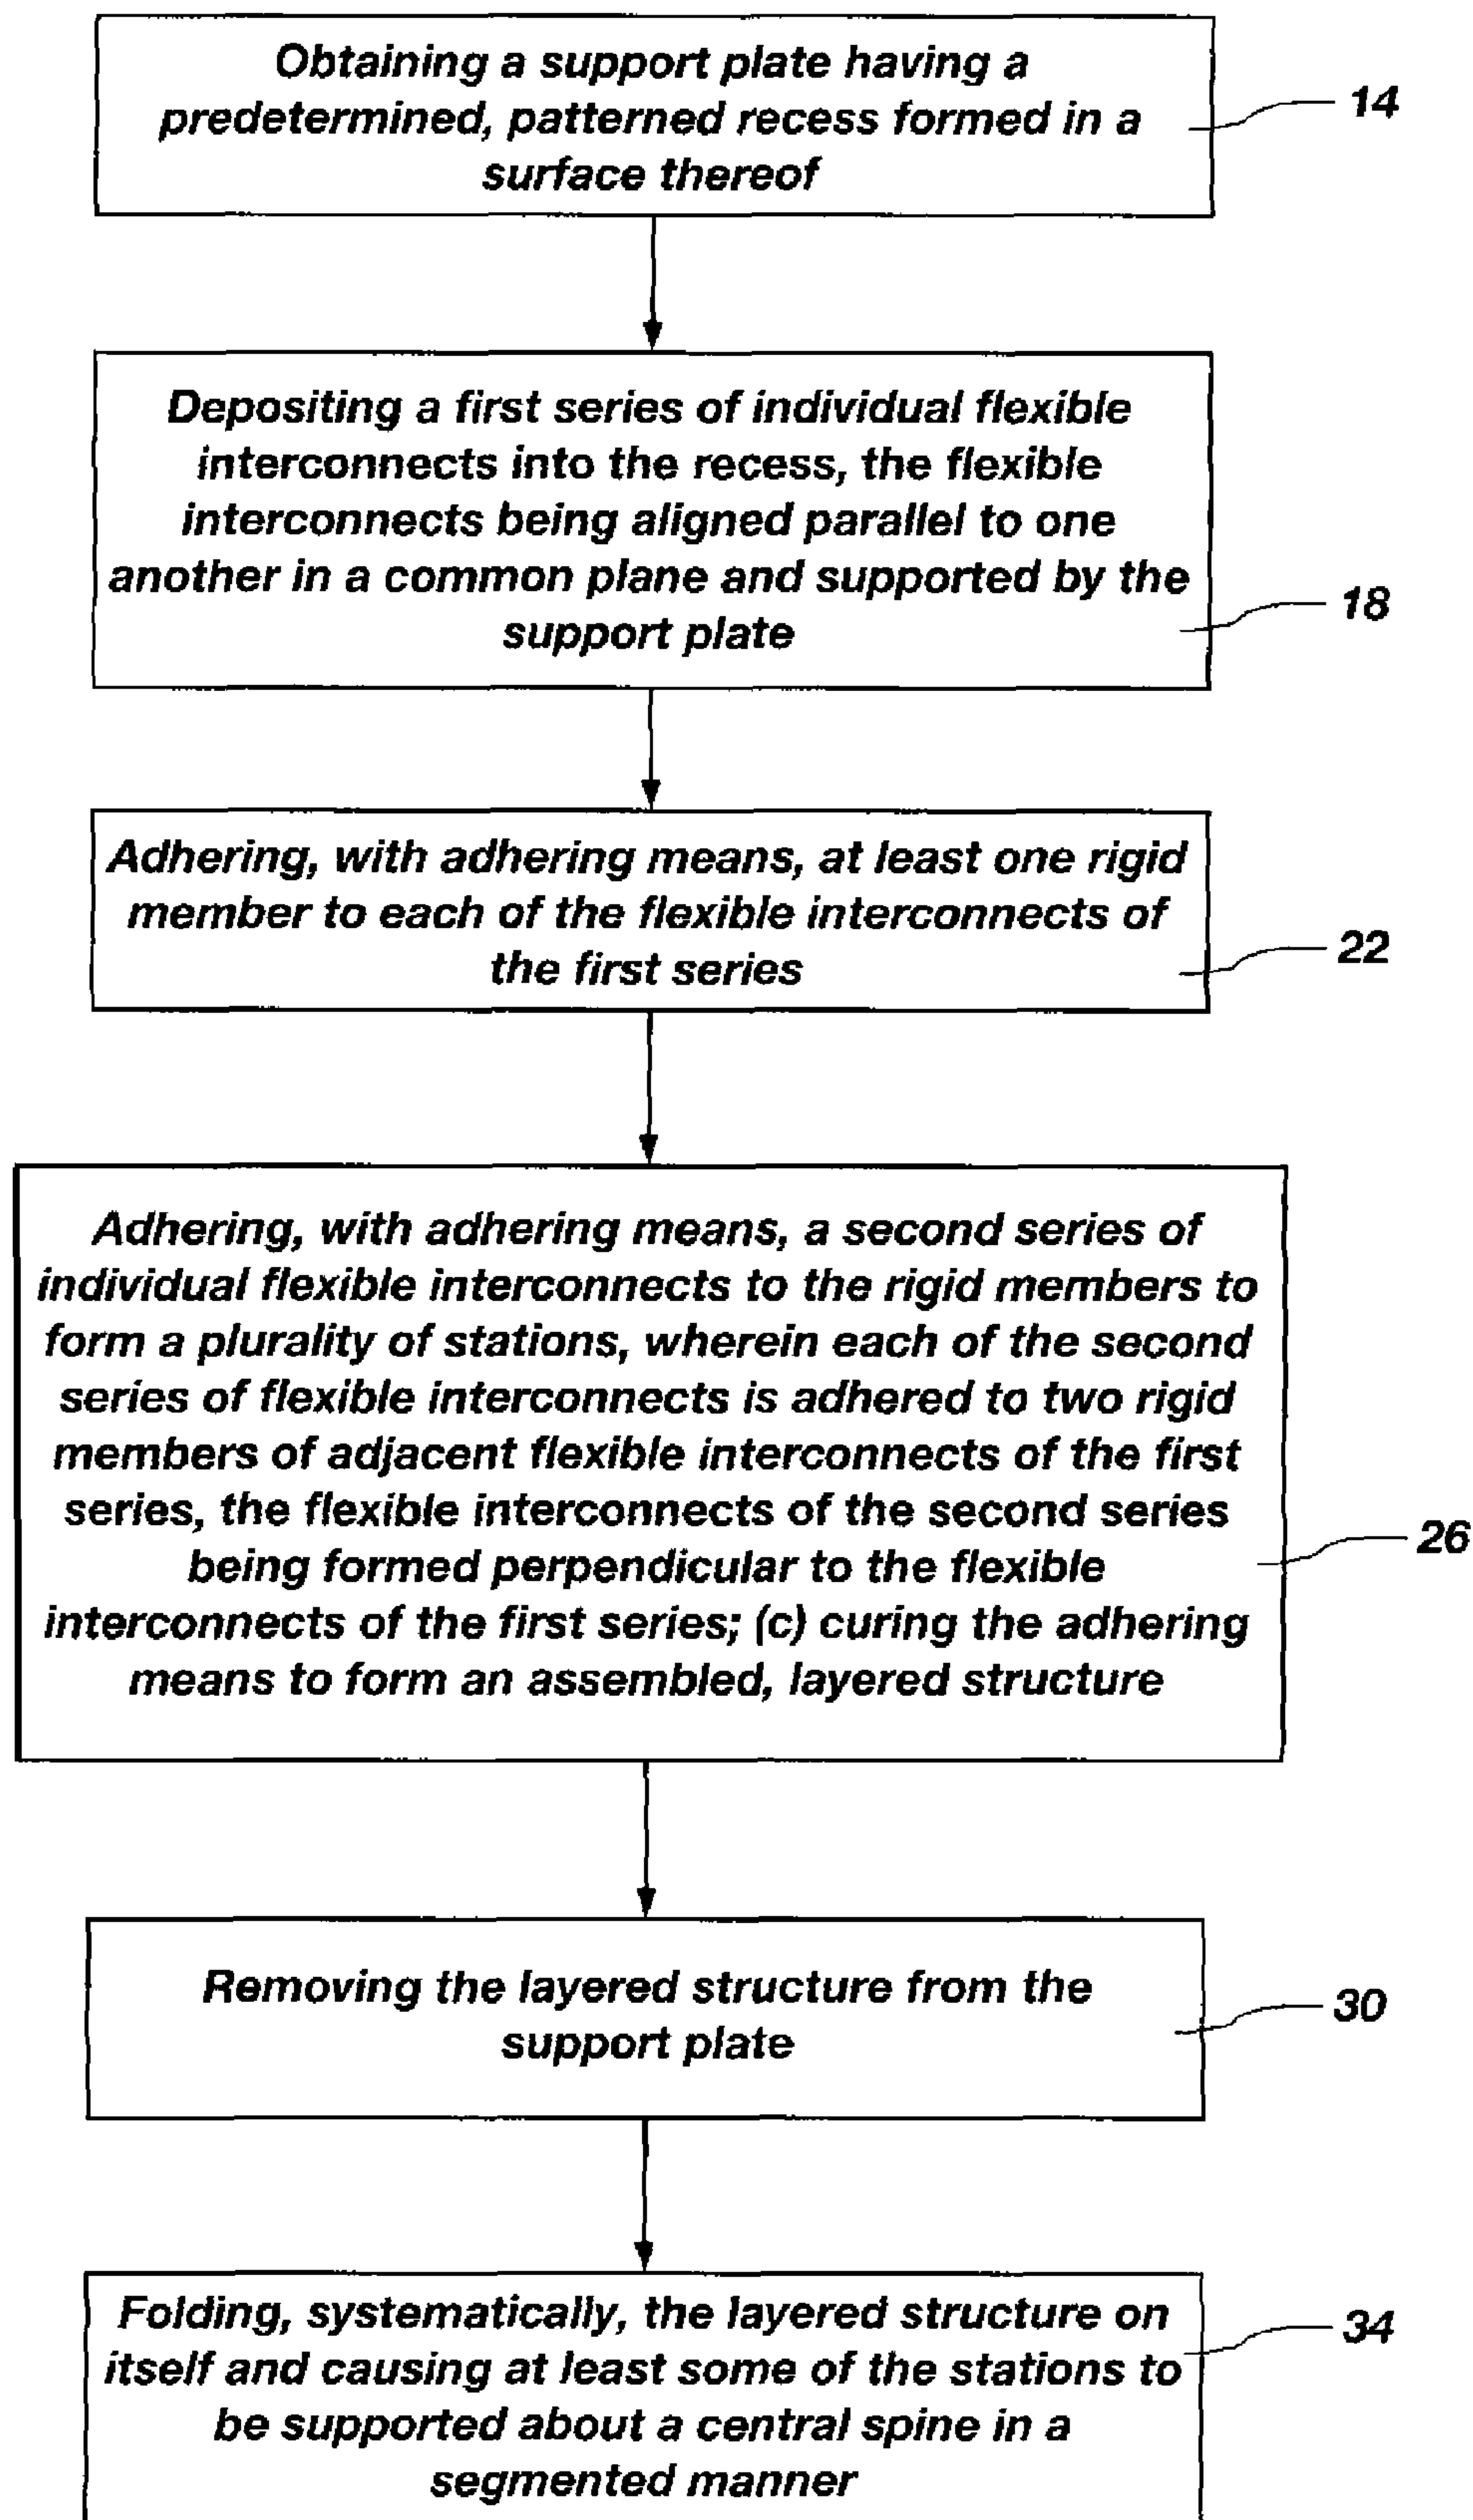 Obtaining a support plate having a
predetermined, patterned recess formed in a
surface thereof
14
Depositing a first series of individual flexible
interconnects into the recess, the flexible
interconnects being aligned parallel to one
another in a common plane and supported by the
support plate
18
Adhering, with adhering means, at least one rigid
member to each of the flexible interconnects of
the first series
22
Adhering, with adhering means, a second series of
individual flexible interconnects to the rigid members to
form a plurality of stations, wherein each of the second
series of flexible interconnects is adhered to two rigid
members of adjacent flexible interconnects of the first
series, the flexible interconnects of the second series
being formed perpendicular to the flexible
interconnects of the first series; (c) curing the adhering
means to form an assembled, layered structure
26
Removing the layered structure from the
support plate
30
Folding, systematically, the layered structure on
itself and causing at least some of the stations to
be supported about a central spine in a
segmented manner
34